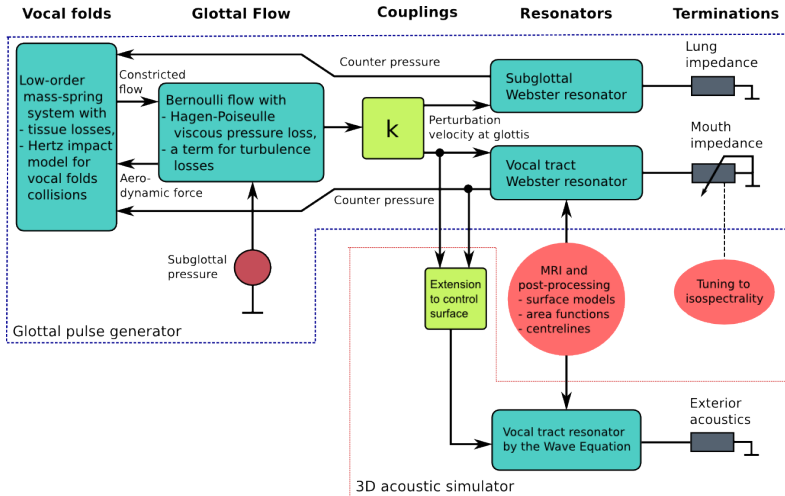 Vocal folds
Glottal Flow
Couplings
Resonators
Terminations
Low-order
mass-spring
system with
- tissue losses,
- Hertz impact
model for
vocal folds
collisions
Constricted
flow
Aero-
dynamic force
Bernoulli flow with
- Hagen-Poiseulle
viscous pressure loss,
- a term for turbulence
losses
Counter pressure
k
Perturbation
velocity at glottis
Counter pressure
Subglottal
Webster resonator
Lung
impedance
Vocal tract
Webster resonator
Mouth
impedance
Subglottal
pressure
Glottal pulse generator
Extension
to control
surface
MRI and
post-processing
- surface models
- area functions
- centrelines
Tuning to
isospectrality
Vocal tract resonator
by the Wave Equation
Exterior
acoustics
3D acoustic simulator